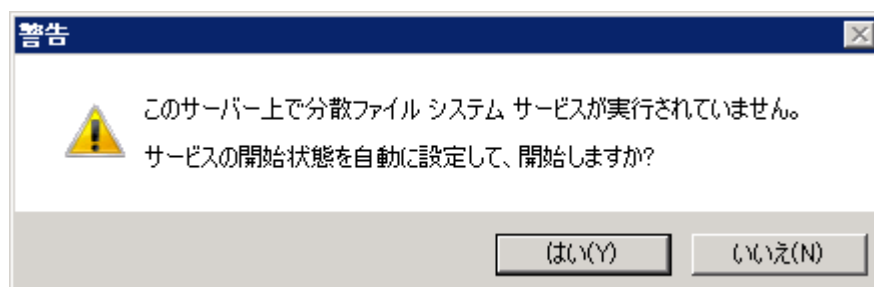 警告
このサーバー上で分散ファイル システム サービスが実行されていません。
サービスの開始状態を自動に設定して、開始しますか?
はい(Y)
いいえ(N)